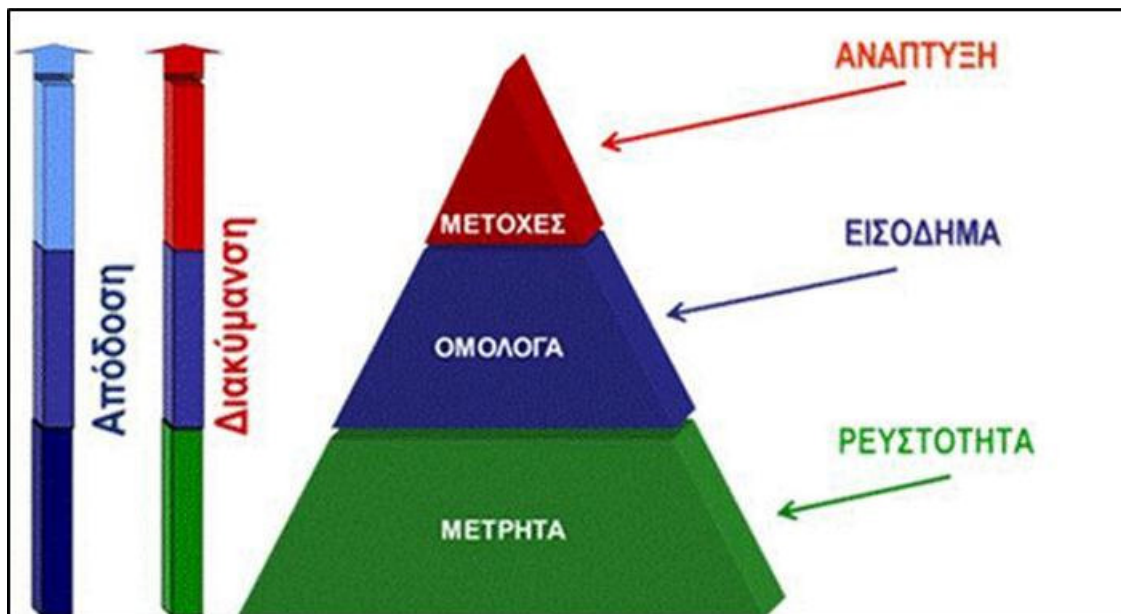 ΑΝΑΠΤΥΞΗ
ΜΕΤΟΧΕΣ
ΕΙΣΟΔΗΜΑ
ΟΜΟΛΟΓΑ
ΡΕΥΣΤΟΤΗΤΑ
ΜΕΤΡΗΤΑ
Απόδοση
Διακύμανση